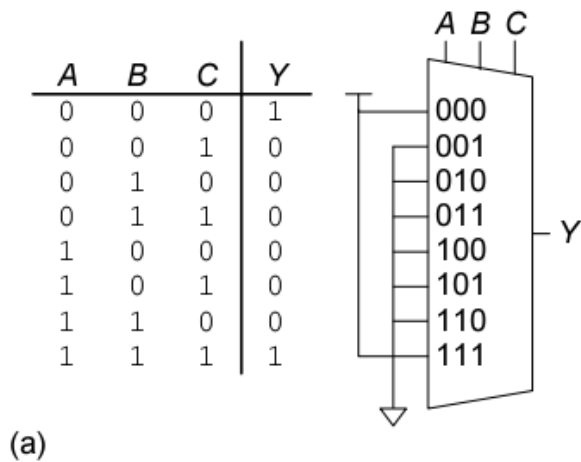 A B C
A B C Y
0 0 0 1
0 0 1 0
0 1 0 0
0 1 1 0
1 0 0 0
1 0 1 0
1 1 0 0
1 1 1 1
000
001
010
011
100
101
110
111
Y
(a)